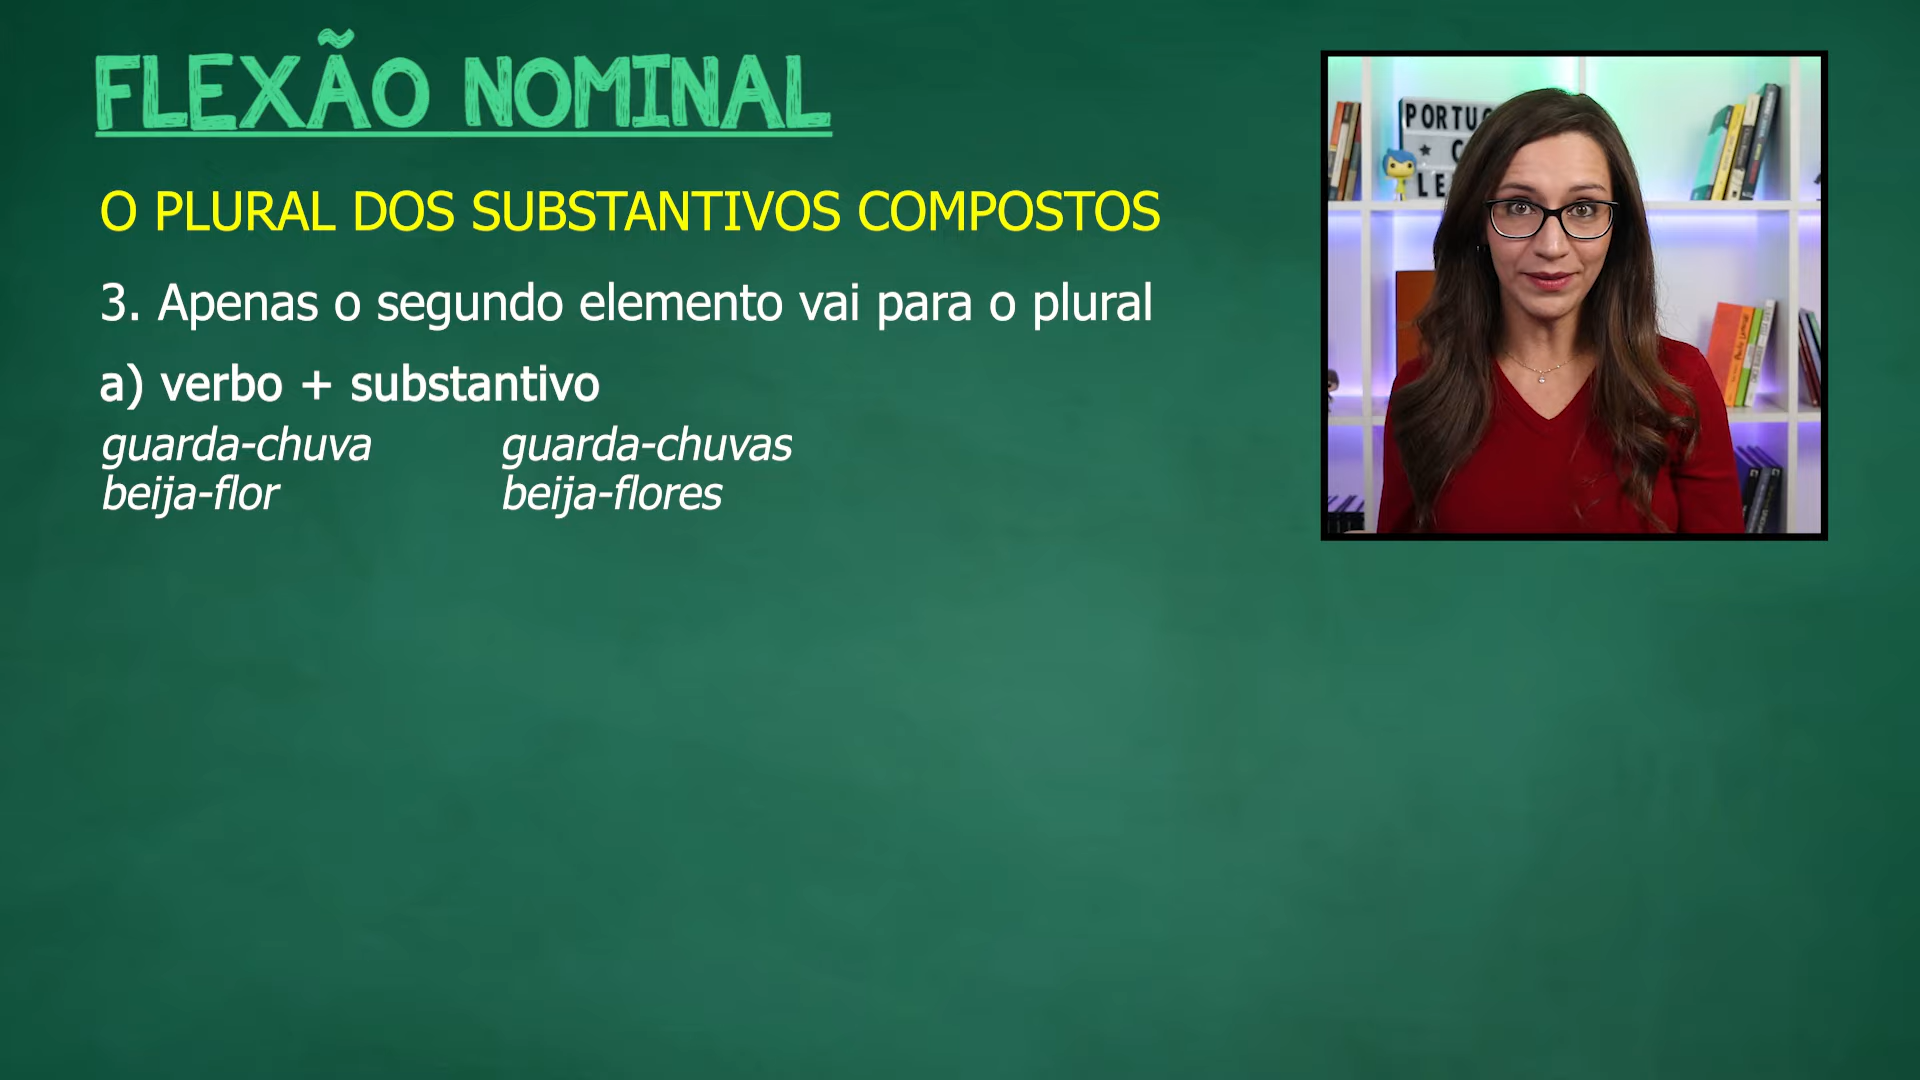 FLEXÃO NOMINAL
O PLURAL DOS SUBSTANTIVOS COMPOSTOS
3. Apenas o segundo elemento vai para o plural
a) verbo + substantivo
guarda-chuva guarda-chuvas
beija-flor beija-flores